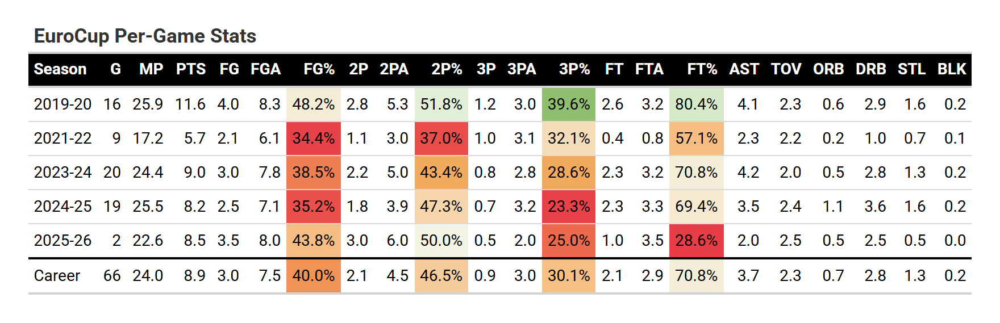 EuroCup Per-Game Stats
Season G MP PTS FG FGA FG% 2P 2PA 2P% 3P 3PA 3P% FT FTA FT% AST TOV ORB DRB STL BLK
2019-20 16 25.9 11.6 4.0 8.3 48.2% 2.8 5.3 51.8% 1.2 3.0 39.6% 2.6 3.2 80.4% 4.1 2.3 0.6 2.9 1.6 0.2
2021-22 9 17.2 5.7 2.1 6.1 34.4% 1.1 3.0 37.0% 1.0 3.1 32.1% 0.4 0.8 57.1% 2.3 2.2 0.2 1.0 0.7 0.1
2023-24 20 24.4 9.0 3.0 7.8 38.5% 2.2 5.0 43.4% 0.8 2.8 28.6% 2.3 3.2 70.8% 4.2 2.0 0.5 2.8 1.3 0.2
2024-25 19 25.5 8.2 2.5 7.1 35.2% 1.8 3.9 47.3% 0.7 3.2 23.3% 2.3 3.3 69.4% 3.5 2.4 1.1 3.6 1.6 0.2
2025-26 2 22.6 8.5 3.5 8.0 43.8% 3.0 6.0 50.0% 0.5 2.0 25.0% 1.0 3.5 28.6% 2.0 2.5 0.5 2.5 0.5 0.0
Career 66 24.0 8.9 3.0 7.5 40.0% 2.1 4.5 46.5% 0.9 3.0 30.1% 2.1 2.9 70.8% 3.7 2.3 0.7 2.8 1.3 0.2